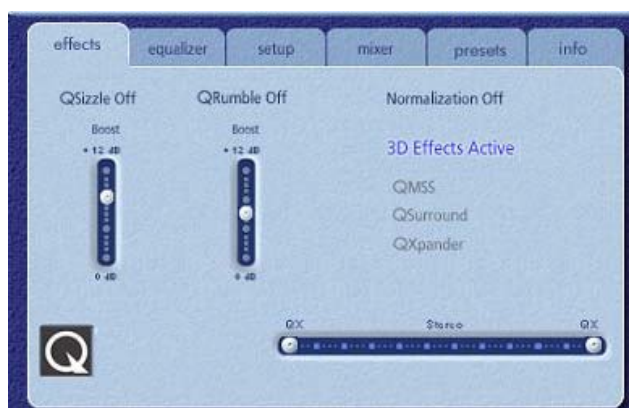 effects equalizer setup mixer presets info
QSizzle Off QRumble Off Normalization Off
Boost Boost
+ 12 dB + 12 dB
3D Effects Active
QMSS
QSurround
QXpander
0 dB 0 dB
QX Stereo QX
Q